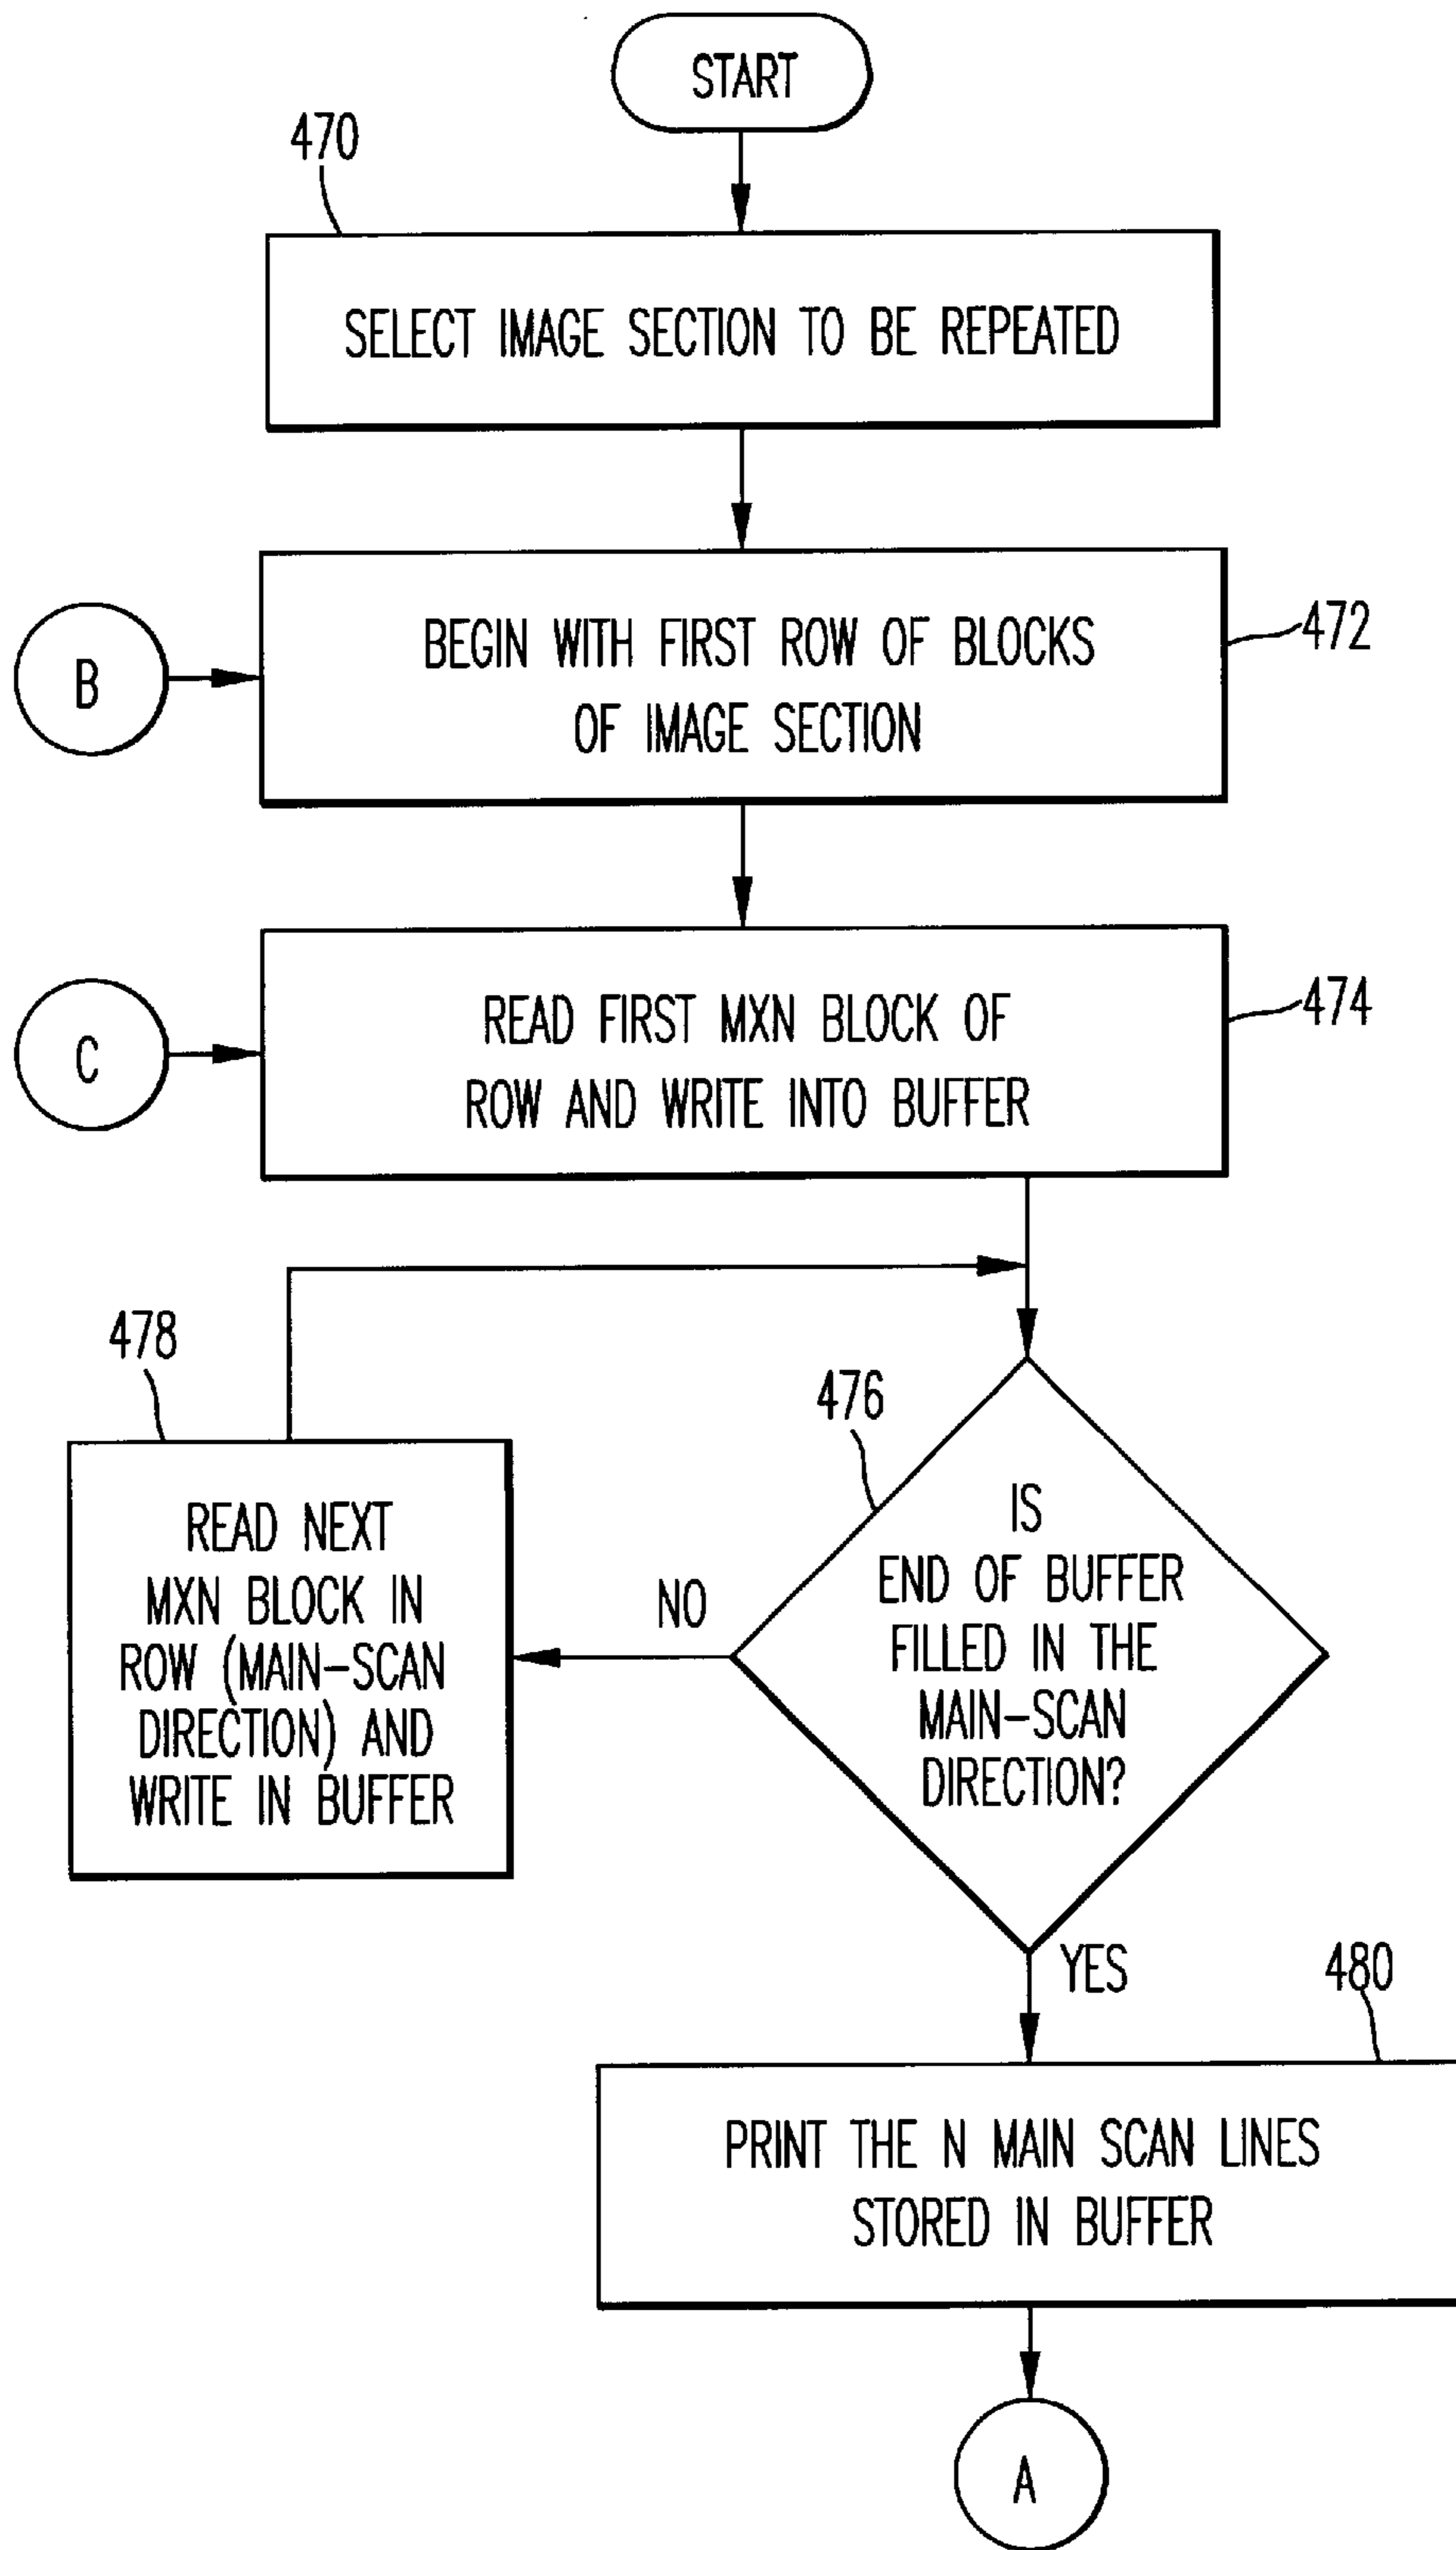 START
470
SELECT IMAGE SECTION TO BE REPEATED
B
BEGIN WITH FIRST ROW OF BLOCKS
OF IMAGE SECTION
472
C
READ FIRST MXN BLOCK OF
ROW AND WRITE INTO BUFFER
474
478
READ NEXT
MXN BLOCK IN
ROW (MAIN-SCAN
DIRECTION) AND
WRITE IN BUFFER
NO
476
IS
END OF BUFFER
FILLED IN THE
MAIN-SCAN
DIRECTION?
YES
480
PRINT THE N MAIN SCAN LINES
STORED IN BUFFER
A